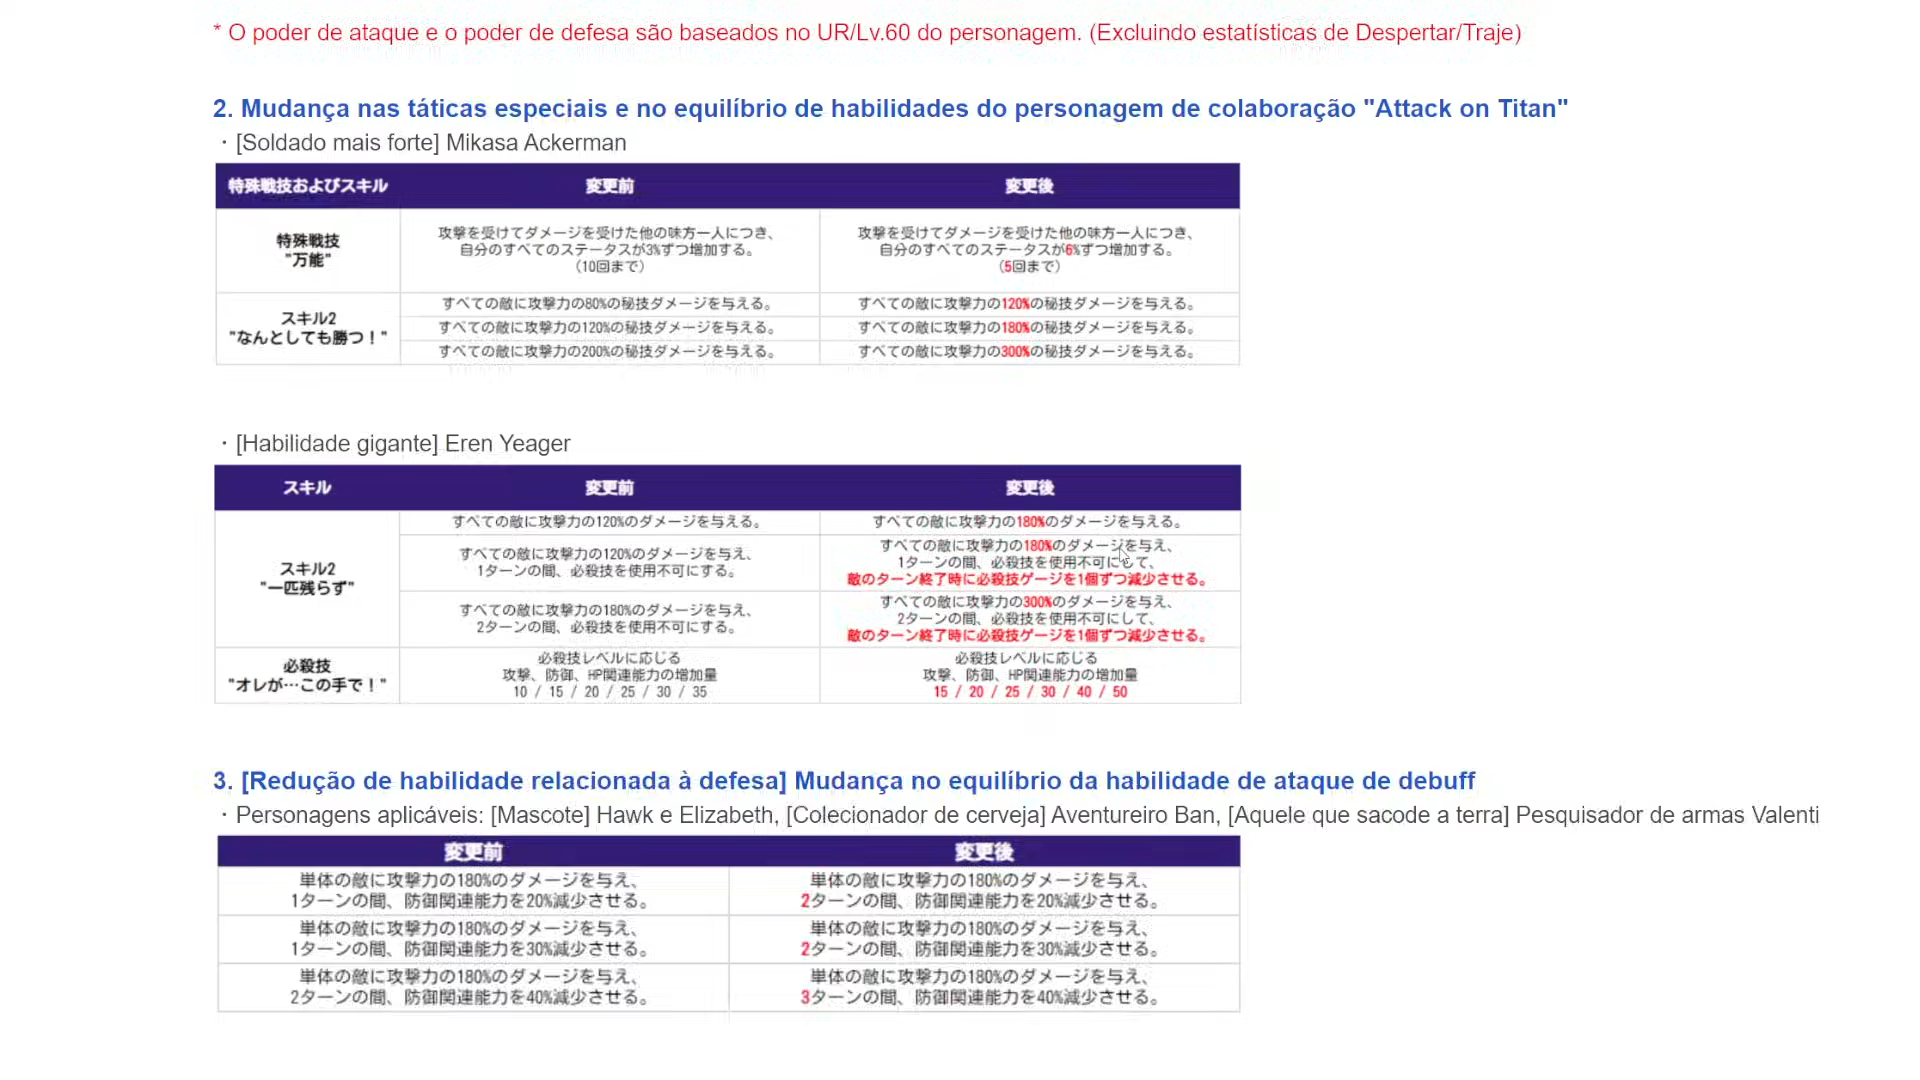 * O poder de ataque e o poder de defesa são baseados no UR/Lv.60 do personagem. (Excluindo estatísticas de Despertar/Traje)
2. Mudança nas táticas especiais e no equilíbrio de habilidades do personagem de colaboração "Attack on Titan"
・[Soldado mais forte] Mikasa Ackerman
特殊戦技およびスキル 変更前 変更後
特殊戦技
"万能"
攻撃を受けてダメージを受けた他の味方一人につき、
自分のすべてのステータスが3%ずつ増加する。
(10回まで)
攻撃を受けてダメージを受けた他の味方一人につき、
自分のすべてのステータスが6%ずつ増加する。
(5回まで)
スキル2
"なんとしても勝つ！"
すべての敵に攻撃力の80%の秘技ダメージを与える。 すべての敵に攻撃力の120%の秘技ダメージを与える。
すべての敵に攻撃力の120%の秘技ダメージを与える。 すべての敵に攻撃力の180%の秘技ダメージを与える。
すべての敵に攻撃力の200%の秘技ダメージを与える。 すべての敵に攻撃力の300%の秘技ダメージを与える。
・[Habilidade gigante] Eren Yeager
スキル 変更前 変更後
スキル2
"一匹残らず"
すべての敵に攻撃力の120%のダメージを与える。 すべての敵に攻撃力の180%のダメージを与える。
すべての敵に攻撃力の120%のダメージを与え、
1ターンの間、必殺技を使用不可にする。
すべての敵に攻撃力の180%のダメージを与え、
1ターンの間、必殺技を使用不可にして、
敵のターン終了時に必殺技ゲージを1個ずつ減少させる。
すべての敵に攻撃力の180%のダメージを与え、
2ターンの間、必殺技を使用不可にする。
すべての敵に攻撃力の300%のダメージを与え、
2ターンの間、必殺技を使用不可にして、
敵のターン終了時に必殺技ゲージを1個ずつ減少させる。
必殺技
"オレが…この手で！"
必殺技レベルに応じる
攻撃、防御、HP関連能力の増加量
10 / 15 / 20 / 25 / 30 / 35
必殺技レベルに応じる
攻撃、防御、HP関連能力の増加量
15 / 20 / 25 / 30 / 40 / 50
3. [Redução de habilidade relacionada à defesa] Mudança no equilíbrio da habilidade de ataque de debuff
・Personagens aplicáveis: [Mascote] Hawk e Elizabeth, [Colecionador de cerveja] Aventureiro Ban, [Aquele que sacode a terra] Pesquisador de armas Valenti
変更前 変更後
単体の敵に攻撃力の180%のダメージを与え、
1ターンの間、防御関連能力を20%減少させる。
単体の敵に攻撃力の180%のダメージを与え、
2ターンの間、防御関連能力を20%減少させる。
単体の敵に攻撃力の180%のダメージを与え、
1ターンの間、防御関連能力を30%減少させる。
単体の敵に攻撃力の180%のダメージを与え、
2ターンの間、防御関連能力を30%減少させる。
単体の敵に攻撃力の180%のダメージを与え、
2ターンの間、防御関連能力を40%減少させる。
単体の敵に攻撃力の180%のダメージを与え、
3ターンの間、防御関連能力を40%減少させる。